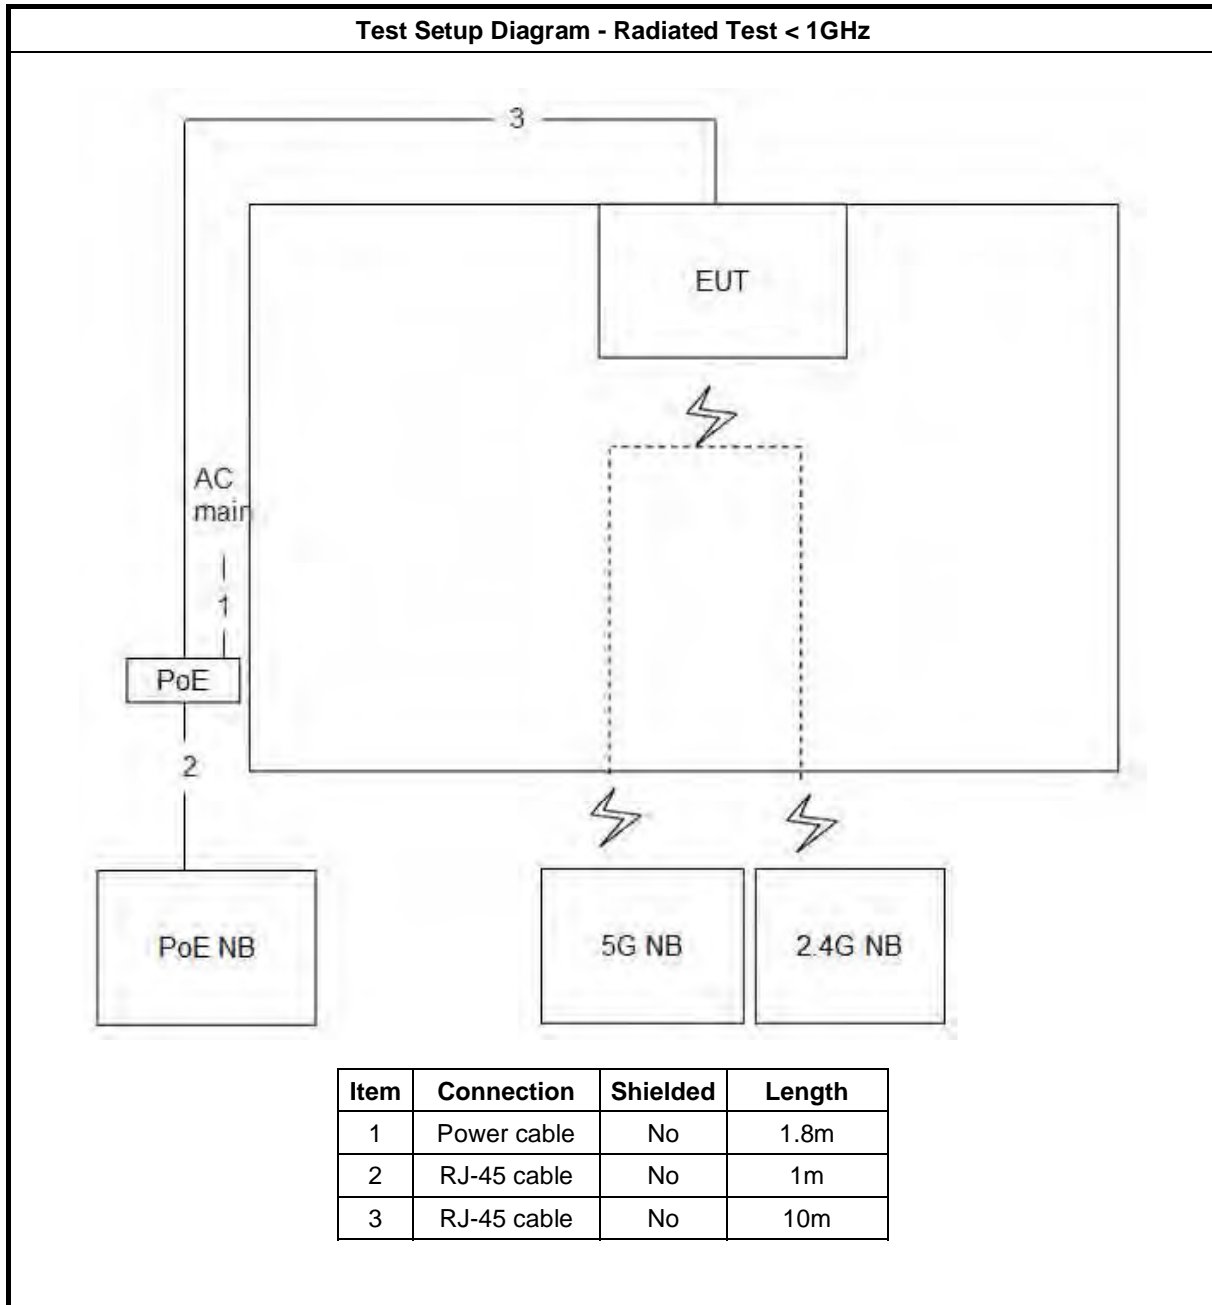 Test Setup Diagram - Radiated Test < 1GHz
3
EUT
AC
main
1
PoE
2
PoE NB
5G NB
2.4G NB
Item Connection Shielded Length
1 Power cable No 1.8m
2 RJ-45 cable No 1m
3 RJ-45 cable No 10m